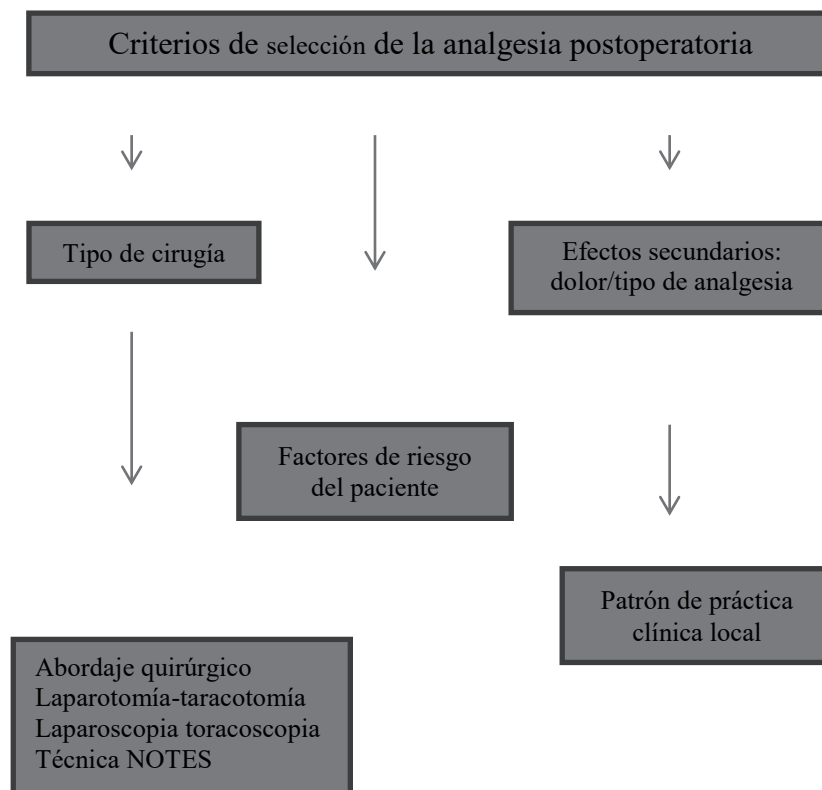 Criterios de selección de la analgesia postoperatoria
Tipo de cirugía
Efectos secundarios:
dolor/tipo de analgesia
Factores de riesgo
del paciente
Patrón de práctica
clínica local
Abordaje quirúrgico
Laparotomía-taracotomía
Laparoscopia toracoscopia
Técnica NOTES